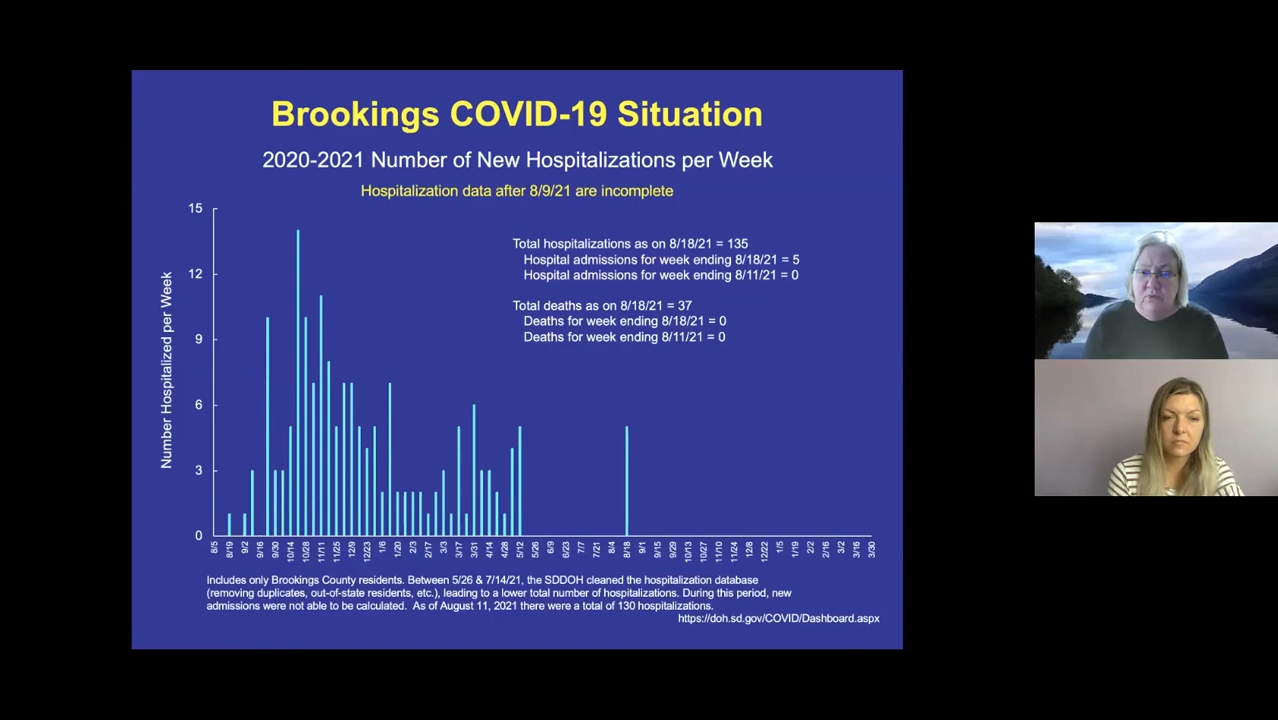 Brookings COVID-19 Situation
2020-2021 Number of New Hospitalizations per Week
Hospitalization data after 8/9/21 are incomplete
Number Hospitalized per Week
15
12
9
6
3
0
Total hospitalizations as on 8/18/21 = 135
Hospital admissions for week ending 8/18/21 = 5
Hospital admissions for week ending 8/11/21 = 0
Total deaths as on 8/18/21 = 37
Deaths for week ending 8/18/21 = 0
Deaths for week ending 8/11/21 = 0
8/5 8/19 9/2 9/16 9/30 10/14 10/28 11/11 11/25 12/9 12/23 1/6 1/20 2/3 2/17 3/3 3/17 3/31 4/14 4/28 5/12 5/26 6/9 6/23 7/7 7/21 8/4 8/18 9/1 9/15 9/29 10/13 10/27 11/10 11/24 12/8 12/22 1/5 1/19 2/2 2/16 3/2 3/16 3/30
Includes only Brookings County residents. Between 5/26 & 7/14/21, the SDDOH cleaned the hospitalization database
(removing duplicates, out-of-state residents, etc.), leading to a lower total number of hospitalizations. During this period, new
admissions were not able to be calculated. As of August 11, 2021 there were a total of 130 hospitalizations.
https://doh.sd.gov/COVID/Dashboard.aspx